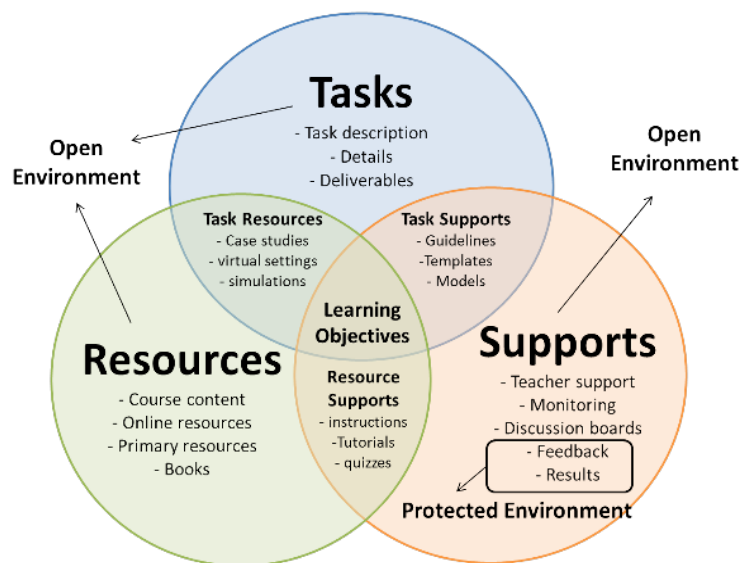 Tasks
- Task description
- Details
- Deliverables
Open
Environment
Open
Environment
Task Resources
- Case studies
- virtual settings
- simulations
Task Supports
- Guidelines
-Templates
- Models
Learning
Objectives
Resources
- Course content
- Online resources
- Primary resources
- Books
Resource
Supports
- instructions
-Tutorials
- quizzes
Supports
- Teacher support
- Monitoring
- Discussion boards
- Feedback
- Results
Protected Environment